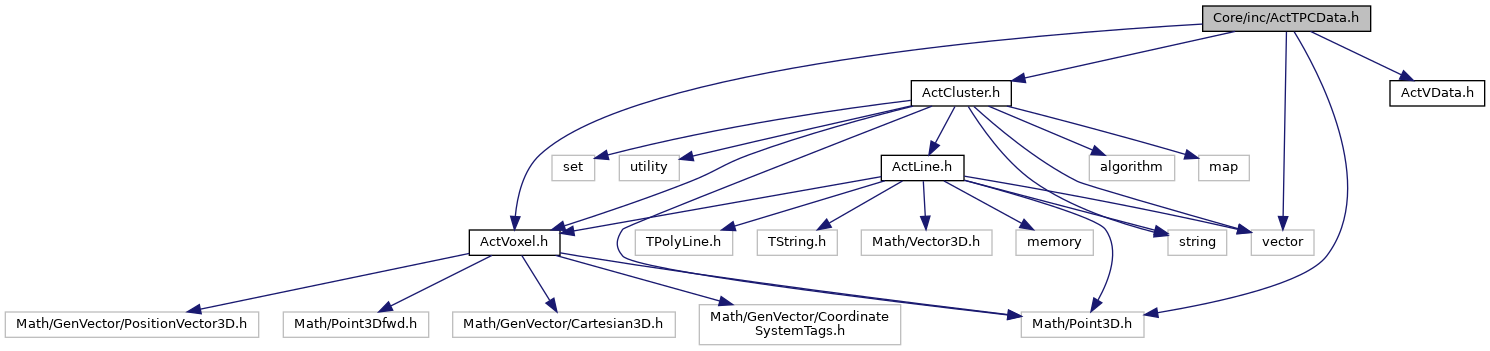 Core/inc/ActTPCData.h
ActCluster.h
ActVData.h
set
utility
ActLine.h
algorithm
map
ActVoxel.h
TPolyLine.h
TString.h
Math/Vector3D.h
memory
string
vector
Math/GenVector/PositionVector3D.h
Math/Point3Dfwd.h
Math/GenVector/Cartesian3D.h
Math/GenVector/Coordinate
SystemTags.h
Math/Point3D.h